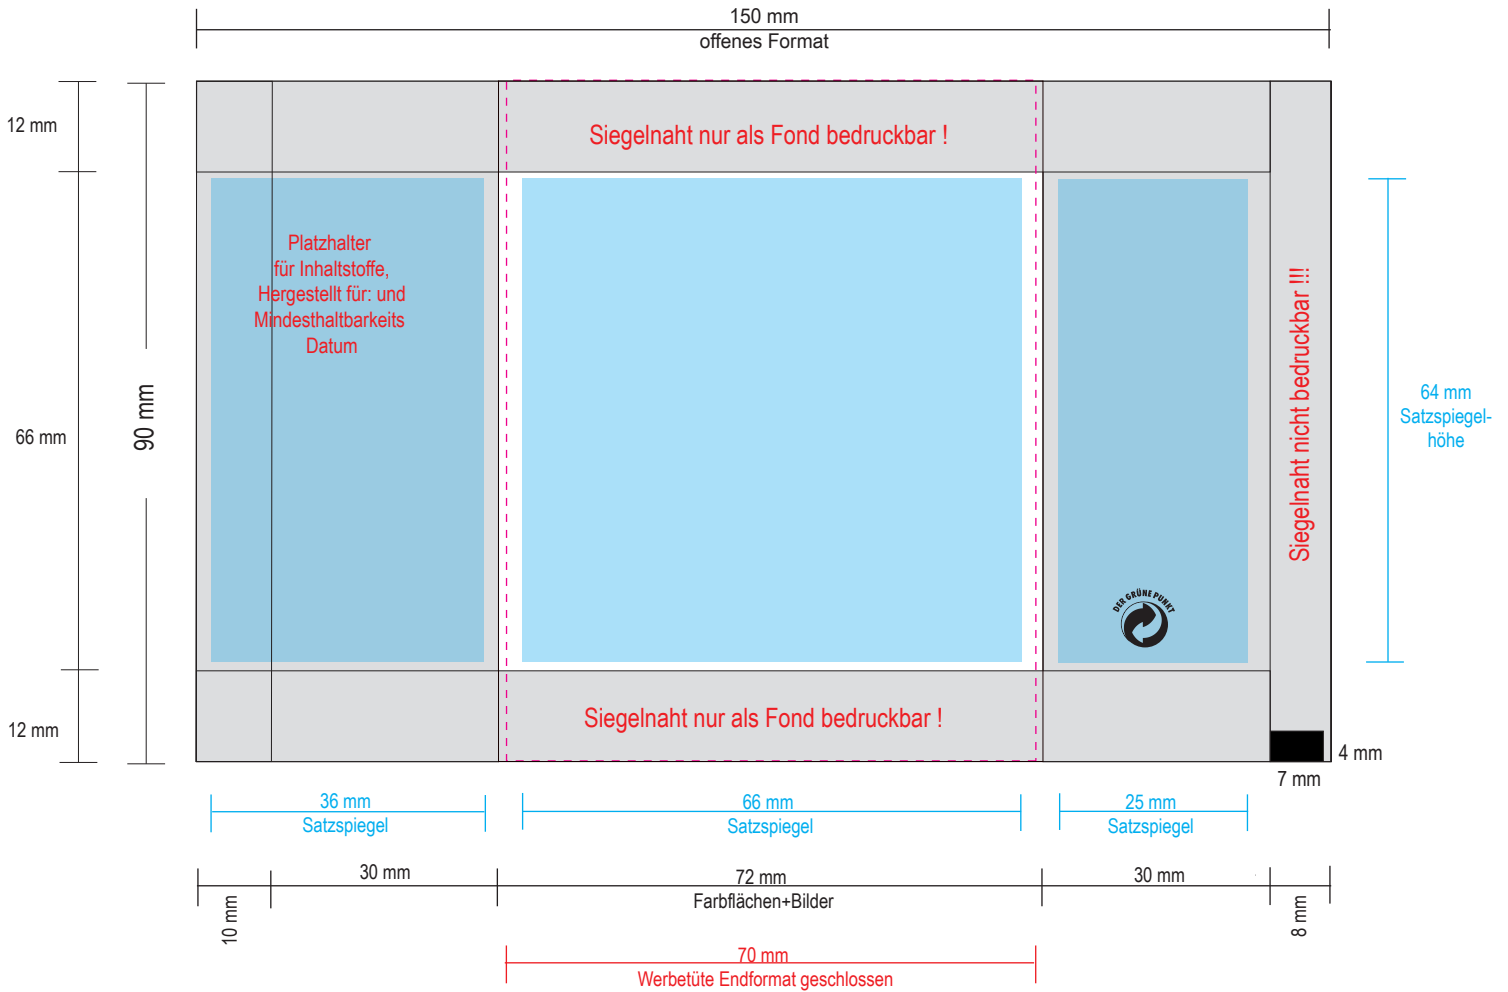 150 mm
offenes Format
12 mm
Siegelnaht nur als Fond bedruckbar !
Platzhalter
für Inhaltstoffe,
Hergestellt für: und
Mindesthaltbarkeits
Datum
66 mm
90 mm
Siegelnaht nicht bedruckbar !!!
64 mm
Satzspiegel-
höhe
DER GRÜNE PUNKT
12 mm
Siegelnaht nur als Fond bedruckbar !
4 mm
7 mm
36 mm
Satzspiegel
66 mm
Satzspiegel
25 mm
Satzspiegel
10 mm
30 mm
72 mm
Farbflächen+Bilder
30 mm
8 mm
70 mm
Werbetüte Endformat geschlossen